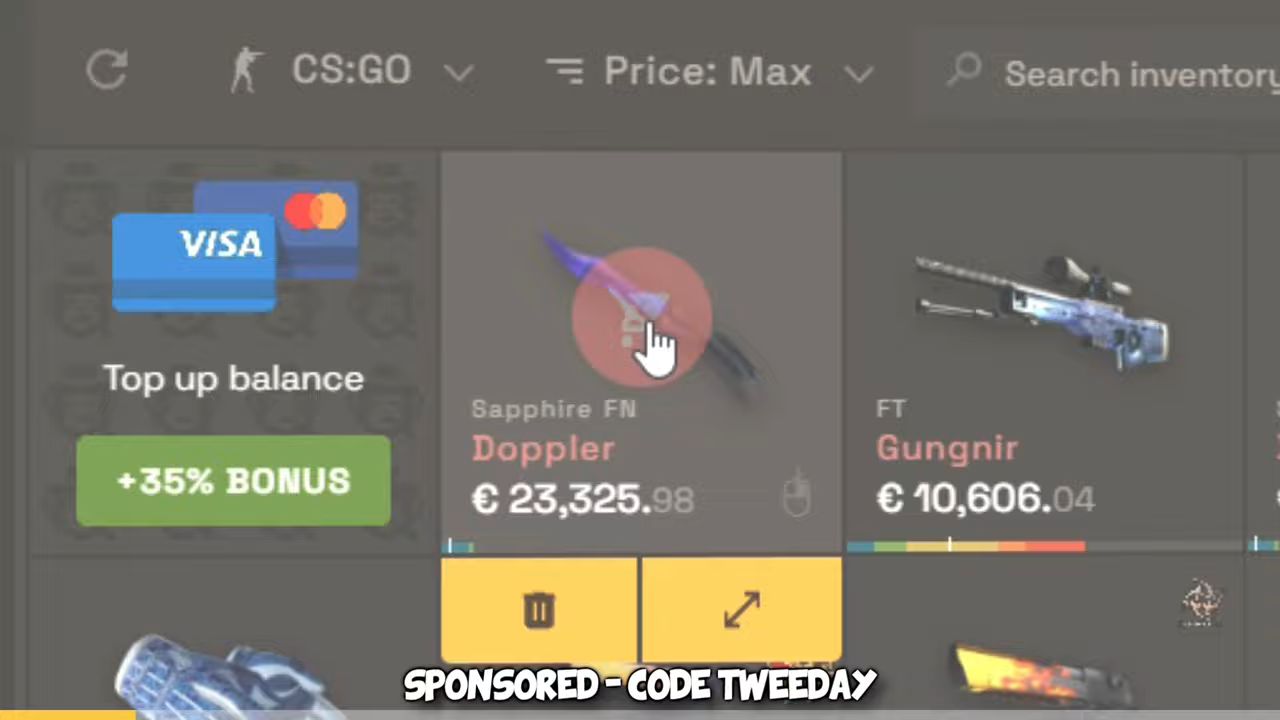 CS:GO
Price: Max
Search inventory
VISA
Top up balance
+35% BONUS
Sapphire FN
Doppler
€ 23,325.98
FT
Gungnir
€ 10,606.04
SPONSORED - CODE TWEEDAY